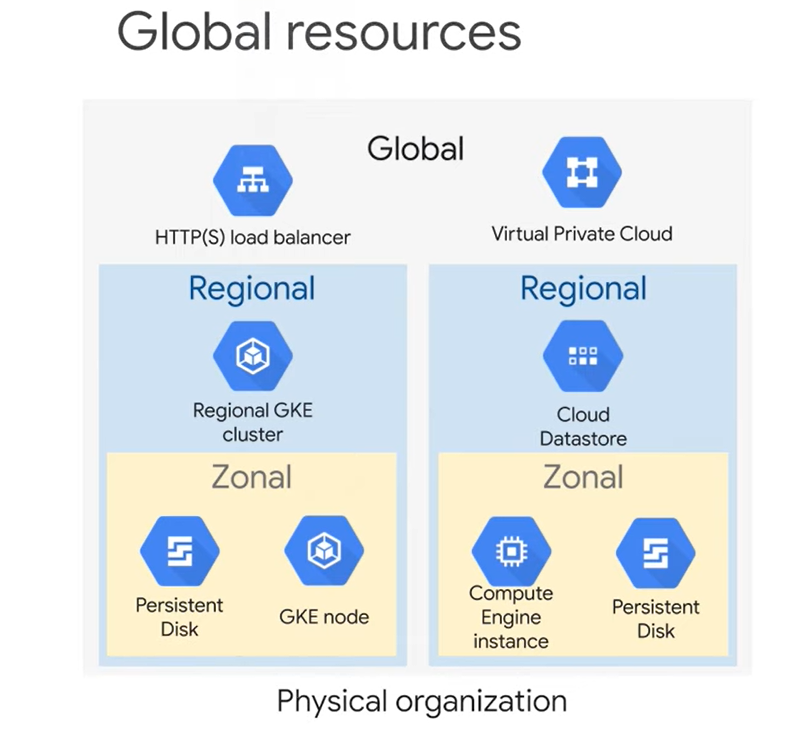 Global resources
Global
HTTP(S) load balancer
Virtual Private Cloud
Regional
Regional GKE
cluster
Zonal
Persistent
Disk
GKE node
Regional
Cloud
Datastore
Zonal
Compute
Engine
instance
Persistent
Disk
Physical organization